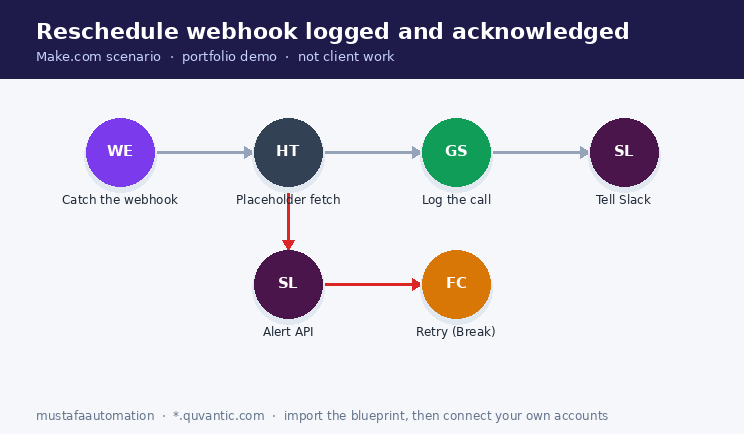 Reschedule webhook logged and acknowledged
Make.com scenario · portfolio demo · not client work
WE
HT
GS
SL
Catch the webhook
Placeholder fetch
Log the call
Tell Slack
SL
FC
Alert API
Retry (Break)
mustafaautomation · *.quvantic.com · import the blueprint, then connect your own accounts